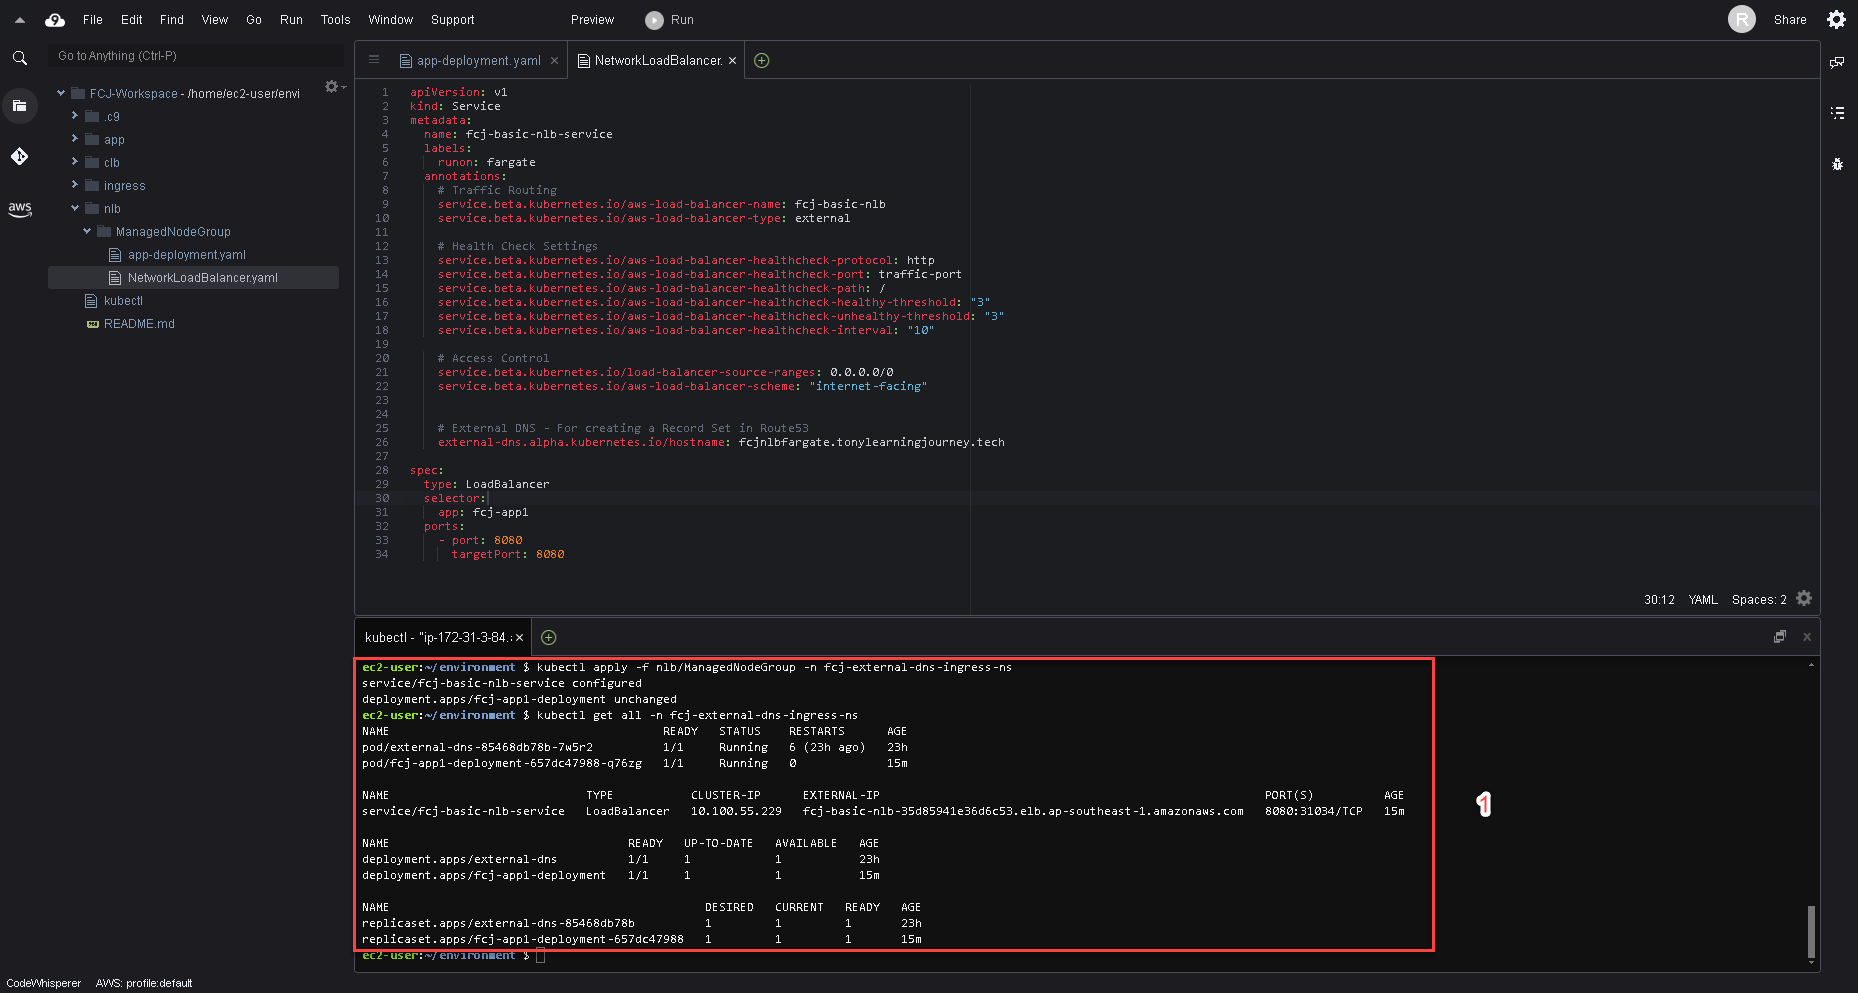 File Edit Find View Go Run Tools Window Support Preview Run R Share
Go to Anything (Ctrl-P)
FCJ-Workspace - /home/ec2-user/envi
.c9
app
clb
ingress
nlb
ManagedNodeGroup
app-deployment.yaml
NetworkLoadBalancer.yaml
kubectl
README.md
aws
app-deployment.yaml NetworkLoadBalancer.
1 apiVersion: v1
2 kind: Service
3 metadata:
4 name: fcj-basic-nlb-service
5 labels:
6 runon: fargate
7 annotations:
8 # Traffic Routing
9 service.beta.kubernetes.io/aws-load-balancer-name: fcj-basic-nlb
10 service.beta.kubernetes.io/aws-load-balancer-type: external
11
12 # Health Check Settings
13 service.beta.kubernetes.io/aws-load-balancer-healthcheck-protocol: http
14 service.beta.kubernetes.io/aws-load-balancer-healthcheck-port: traffic-port
15 service.beta.kubernetes.io/aws-load-balancer-healthcheck-path: /
16 service.beta.kubernetes.io/aws-load-balancer-healthcheck-healthy-threshold: "3"
17 service.beta.kubernetes.io/aws-load-balancer-healthcheck-unhealthy-threshold: "3"
18 service.beta.kubernetes.io/aws-load-balancer-healthcheck-interval: "10"
19
20 # Access Control
21 service.beta.kubernetes.io/load-balancer-source-ranges: 0.0.0.0/0
22 service.beta.kubernetes.io/aws-load-balancer-scheme: "internet-facing"
23
24
25 # External DNS - For creating a Record Set in Route53
26 external-dns.alpha.kubernetes.io/hostname: fcjnlbfargate.tonylearningjourney.tech
27
28 spec:
29 type: LoadBalancer
30 selector:
31 app: fcj-app1
32 ports:
33 - port: 8080
34 targetPort: 8080
30:12 YAML Spaces: 2
kubectl - "ip-172-31-3-84.
ec2-user:~/environment $ kubectl apply -f nlb/ManagedNodeGroup -n fcj-external-dns-ingress-ns
service/fcj-basic-nlb-service configured
deployment.apps/fcj-app1-deployment unchanged
ec2-user:~/environment $ kubectl get all -n fcj-external-dns-ingress-ns
NAME READY STATUS RESTARTS AGE
pod/external-dns-85468db78b-7w5r2 1/1 Running 6 (23h ago) 23h
pod/fcj-app1-deployment-657dc47988-q76zg 1/1 Running 0 15m
NAME TYPE CLUSTER-IP EXTERNAL-IP PORT(S) AGE
service/fcj-basic-nlb-service LoadBalancer 10.100.55.229 fcj-basic-nlb-35d85941e36d6c53.elb.ap-southeast-1.amazonaws.com 8080:31034/TCP 15m
1
NAME READY UP-TO-DATE AVAILABLE AGE
deployment.apps/external-dns 1/1 1 1 23h
deployment.apps/fcj-app1-deployment 1/1 1 1 15m
NAME DESIRED CURRENT READY AGE
replicaset.apps/external-dns-85468db78b 1 1 1 23h
replicaset.apps/fcj-app1-deployment-657dc47988 1 1 1 15m
ec2-user:~/environment $
CodeWhisperer AWS: profile:default